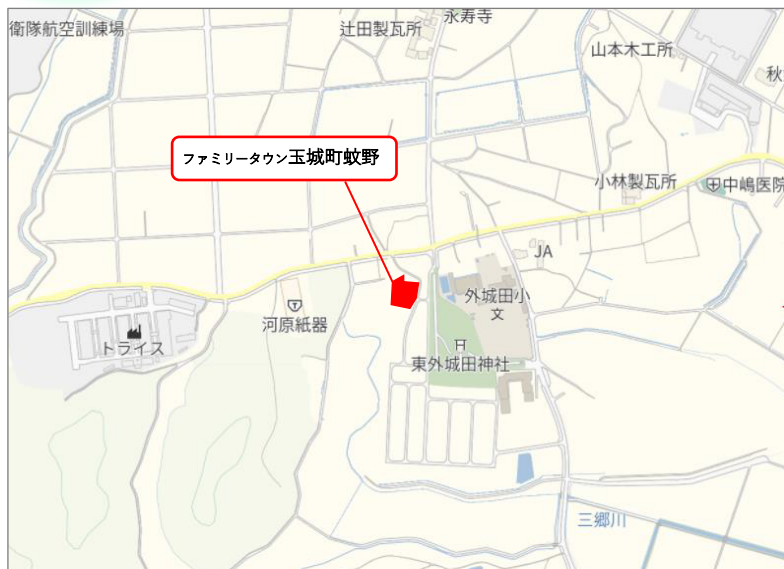 衛隊航空訓練場
辻田製瓦所
永寿寺
山本木工所
秋
ファミリータウン玉城町蚊野
小林製瓦所
中嶋医院
JA
外城田小
文
河原紙器
トライス
東外城田神社
三郷川